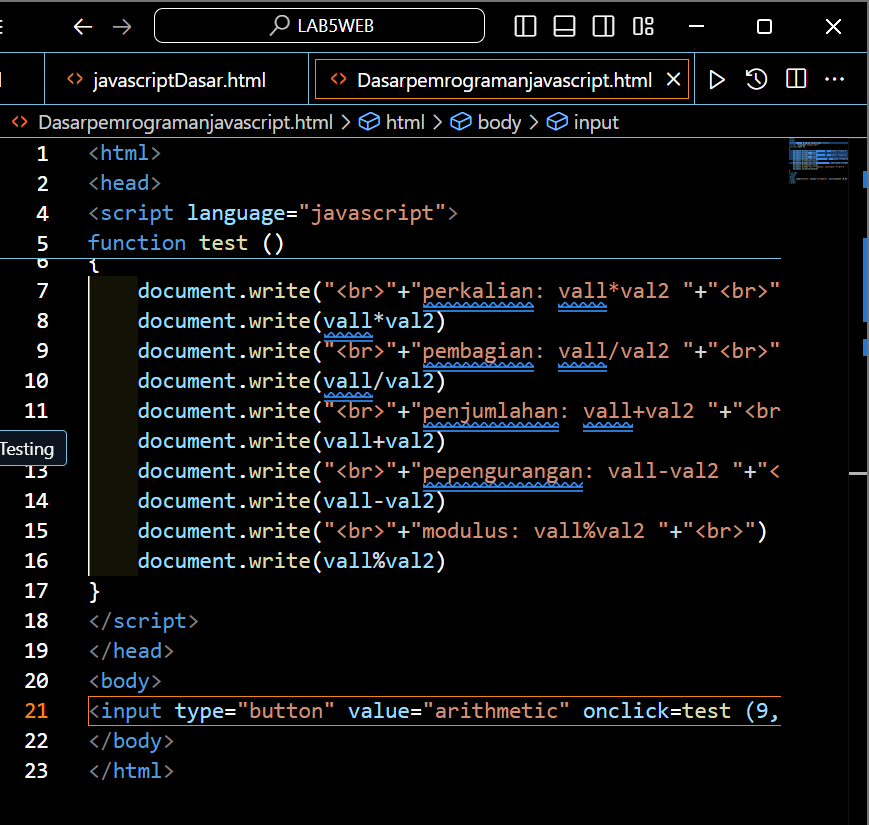 LAB5WEB
javascriptDasar.html
Dasarpemrogramanjavascript.html
Dasarpemrogramanjavascript.html > html > body > input
1 <html>
2 <head>
4 <script language="javascript">
5 function test ()
6 {
7 document.write("<br>"+"perkalian: vall*val2 "+"<br>"
8 document.write(vall*val2)
9 document.write("<br>"+"pembagian: vall/val2 "+"<br>"
10 document.write(vall/val2)
11 document.write("<br>"+"penjumlahan: vall+val2 "+"<br
document.write(vall+val2)
Testing
13 document.write("<br>"+"pepengurangan: vall-val2 "+"<
14 document.write(vall-val2)
15 document.write("<br>"+"modulus: vall%val2 "+"<br>")
16 document.write(vall%val2)
17 }
18 </script>
19 </head>
20 <body>
21 <input type="button" value="arithmetic" onclick=test (9,
22 </body>
23 </html>